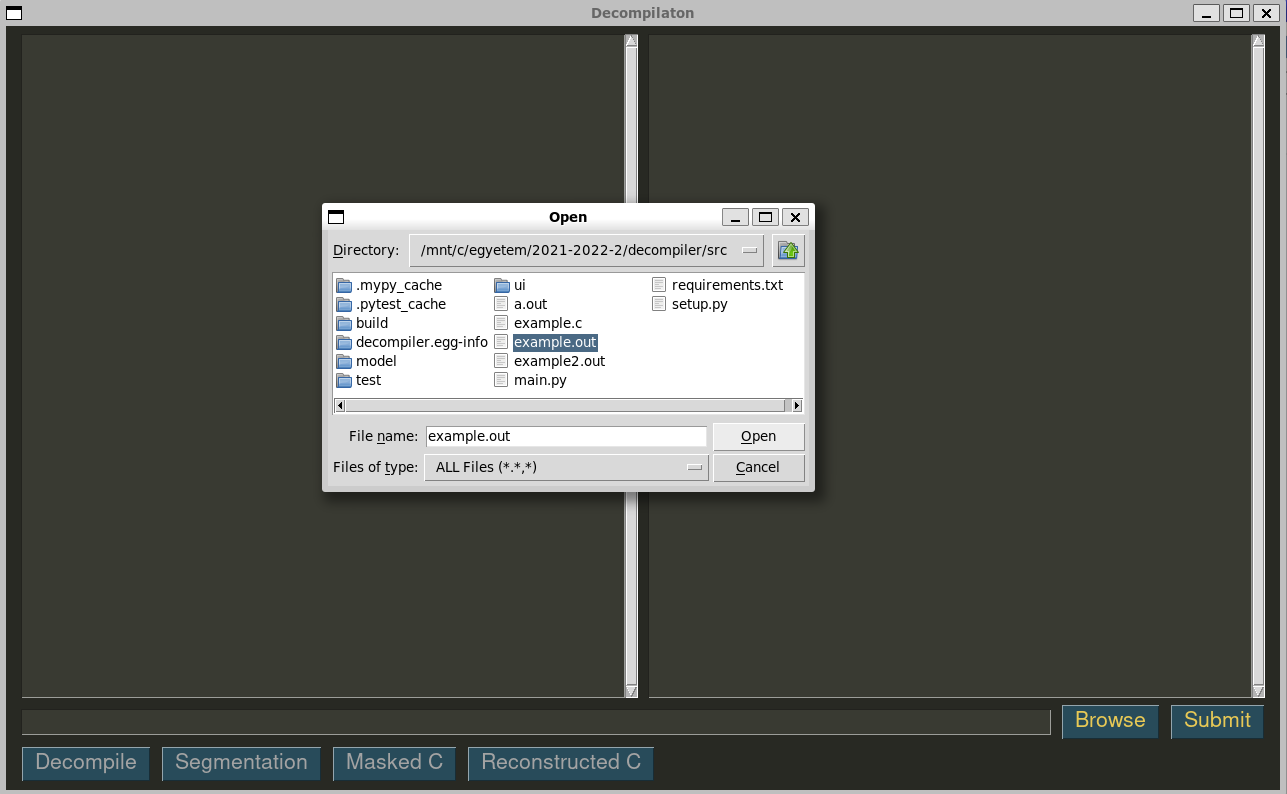 Decompilaton
Open
Directory: /mnt/c/egyetem/2021-2022-2/decompiler/src
.mypy_cache ui requirements.txt
.pytest_cache a.out setup.py
build example.c
decompiler.egg-info example.out
model example2.out
test main.py
File name: example.out Open
Files of type: ALL Files (*.*,*) Cancel
Browse Submit
Decompile Segmentation Masked C Reconstructed C